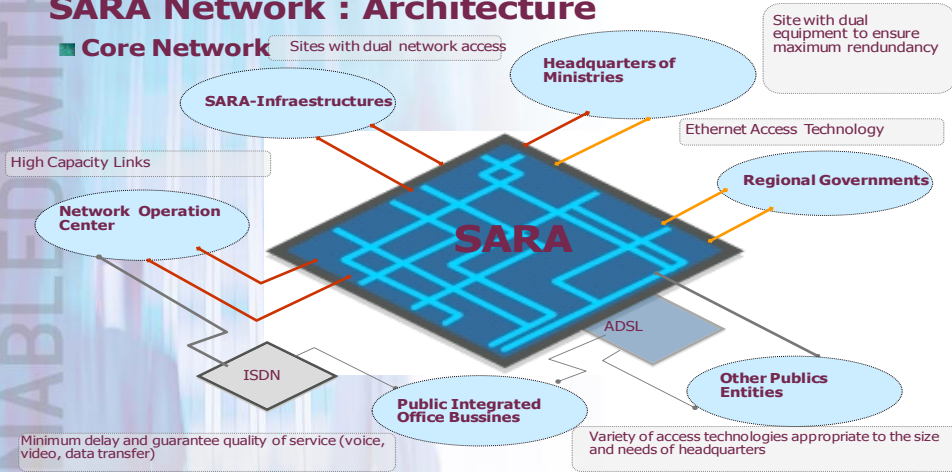 SARA Network : Architecture
Core Network
Sites with dual network access
Site with dual
equipment to ensure
maximum rendundancy
Headquarters of
Ministries
SARA-Infraestructures
Ethernet Access Technology
High Capacity Links
Regional Governments
Network Operation
Center
SARA
ADSL
ISDN
Other Publics
Entities
Public Integrated
Office Bussines
Minimum delay and guarantee quality of service (voice,
video, data transfer)
Variety of access technologies appropriate to the size
and needs of headquarters
NABLED WITH